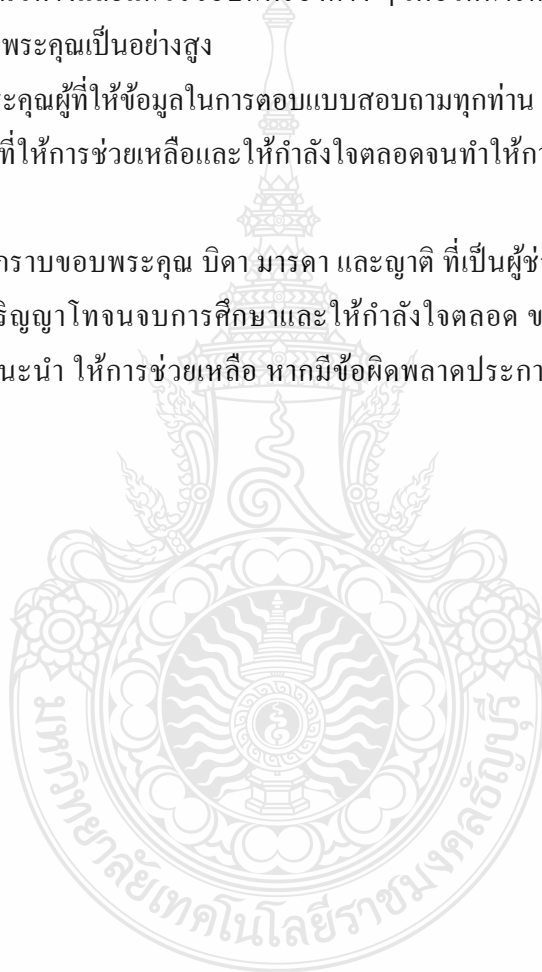 พระคุณเป็นอย่างสูง
ะคุณผู้ที่ให้ข้อมูลในการตอบแบบสอบถามทุกท่าน
ที่ให้การช่วยเหลือและให้กำลังใจตลอดจนทำให้กา
กราบขอบพระคุณ บิดา มารดา และญาติ ที่เป็นผู้ช่
ริญญาโทจนจบการศึกษาและให้กำลังใจตลอด ข
นะนำ ให้การช่วยเหลือ หากมีข้อผิดพลาดประกา
มหาวิทยาลัยเทคโนโลยีราชมงคลธัญบุรี